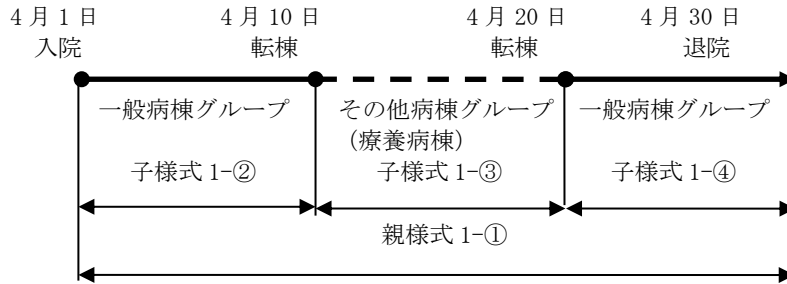 4月1日 4月10日 4月20日 4月30日
入院 転棟 転棟 退院
一般病棟グループ その他病棟グループ 一般病棟グループ
（療養病棟）
子様式 1-② 子様式 1-③ 子様式 1-④
親様式 1-①